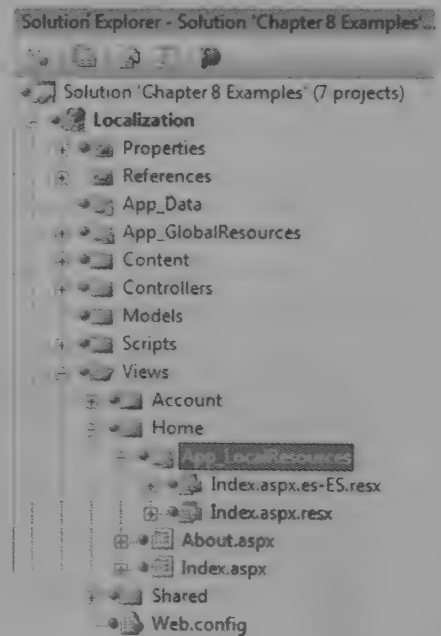 Solution Explorer - Solution 'Chapter 8 Examples'...
Solution 'Chapter 8 Examples' (7 projects)
Localization
Properties
References
App_Data
App_GlobalResources
Content
Controllers
Models
Scripts
Views
Account
Home
App_LocalResources
Index.aspx.es-ES.resx
Index.aspx.resx
About.aspx
Index.aspx
Shared
Web.config